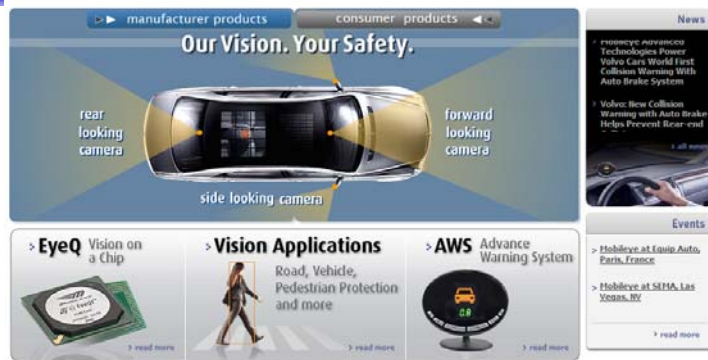 manufacturer products
consumer products
Our Vision. Your Safety.
rear
looking
camera
forward
looking
camera
side looking camera
> EyeQ Vision on
a Chip
> read more
> Vision Applications
Road, Vehicle,
Pedestrian Protection
and more
> read more
> AWS Advance
Warning System
0.8
> read more
News
> Mobileye Advanced
Technologies Power
Volvo Cars World First
Collision Warning With
Auto Brake System
> Volvo: New Collision
Warning with Auto Brake
Helps Prevent Rear-end
> all news
Events
> Mobileye at Equip Auto,
Paris, France
> Mobileye at SEMA, Las
Vegas, NV
> read more